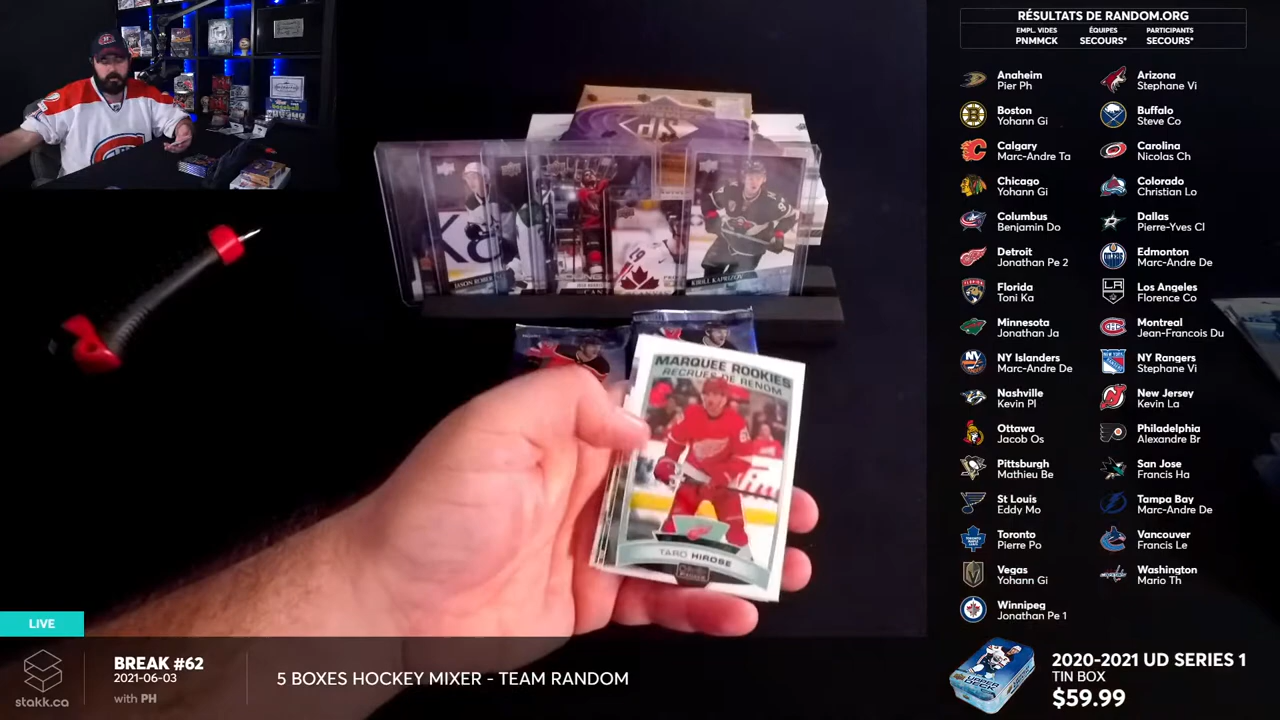 RÉSULTATS DE RANDOM.ORG
EMPL. VIDES
PNMMCK
ÉQUIPES
SECOURS*
PARTICIPANTS
SECOURS*
Anaheim
Pier Ph
Arizona
Stephane Vi
Boston
Yohann Gi
Buffalo
Steve Co
Calgary
Marc-Andre Ta
Carolina
Nicolas Ch
Chicago
Yohann Gi
Colorado
Christian Lo
Columbus
Benjamin Do
Dallas
Pierre-Yves Cl
Detroit
Jonathan Pe 2
Edmonton
Marc-Andre De
Florida
Toni Ka
Los Angeles
Florence Co
Minnesota
Jonathan Ja
Montreal
Jean-Francois Du
NY Islanders
Marc-Andre De
NY Rangers
Stephane Vi
Nashville
Kevin Pl
New Jersey
Kevin La
Ottawa
Jacob Os
Philadelphia
Alexandre Br
Pittsburgh
Mathieu Be
San Jose
Francis Ha
St Louis
Eddy Mo
Tampa Bay
Marc-Andre De
Toronto
Pierre Po
Vancouver
Francis Le
Vegas
Yohann Gi
Washington
Mario Th
Winnipeg
Jonathan Pe 1
SP
KIRILL KAPRIZOV
MARQUEE ROOKIES
RECRUES DE RENOM
TARO HIROSE
LIVE
stakk.ca
BREAK #62
2021-06-03
with PH
5 BOXES HOCKEY MIXER - TEAM RANDOM
2020-2021 UD SERIES 1
TIN BOX
$59.99